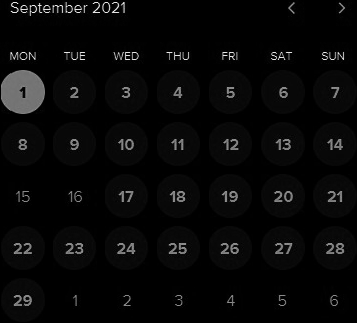 September 2021 < >
MON TUE WED THU FRI SAT SUN
1 2 3 4 5 6 7
8 9 10 11 12 13 14
15 16 17 18 19 20 21
22 23 24 25 26 27 28
29 1 2 3 4 5 6